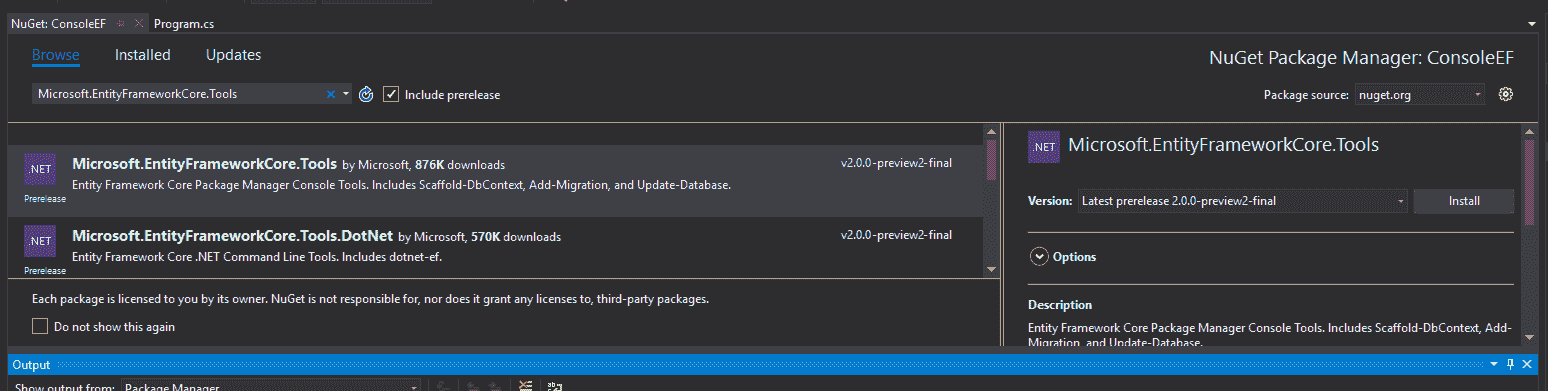 NuGet: ConsoleEF Program.cs
Browse Installed Updates
NuGet Package Manager: ConsoleEF
Microsoft.EntityFrameworkCore.Tools
Include prerelease
Package source: nuget.org
.NET
Prerelease
Microsoft.EntityFrameworkCore.Tools by Microsoft, 876K downloads
v2.0.0-preview2-final
Entity Framework Core Package Manager Console Tools. Includes Scaffold-DbContext, Add-Migration, and Update-Database.
.NET
Prerelease
Microsoft.EntityFrameworkCore.Tools.DotNet by Microsoft, 570K downloads
v2.0.0-preview2-final
Entity Framework Core .NET Command Line Tools. Includes dotnet-ef.
Each package is licensed to you by its owner. NuGet is not responsible for, nor does it grant any licenses to, third-party packages.
Do not show this again
.NET
Microsoft.EntityFrameworkCore.Tools
Version: Latest prerelease 2.0.0-preview2-final Install
Options
Description
Entity Framework Core Package Manager Console Tools. Includes Scaffold-DbContext, Add-
Migration, and Update-Database.
Output
Show output from: Package Manager